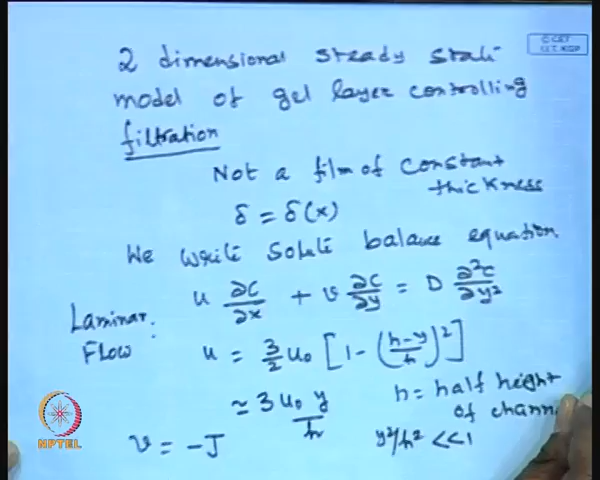 © CET
I.I.T. KGP
2 dimensional steady state
model of gel layer controlling
filtration
Not a film of constant
thickness
δ = δ(x)
We write solute balance equation
u ∂C/∂x + v ∂C/∂y = D ∂²C/∂y²
Laminar Flow : u = 3/2 u₀ [1 - ((h-y)/h)²]
≃ 3 u₀ y/h
h = half height
of chann
v = -J
y²/h² <<1
NPTEL